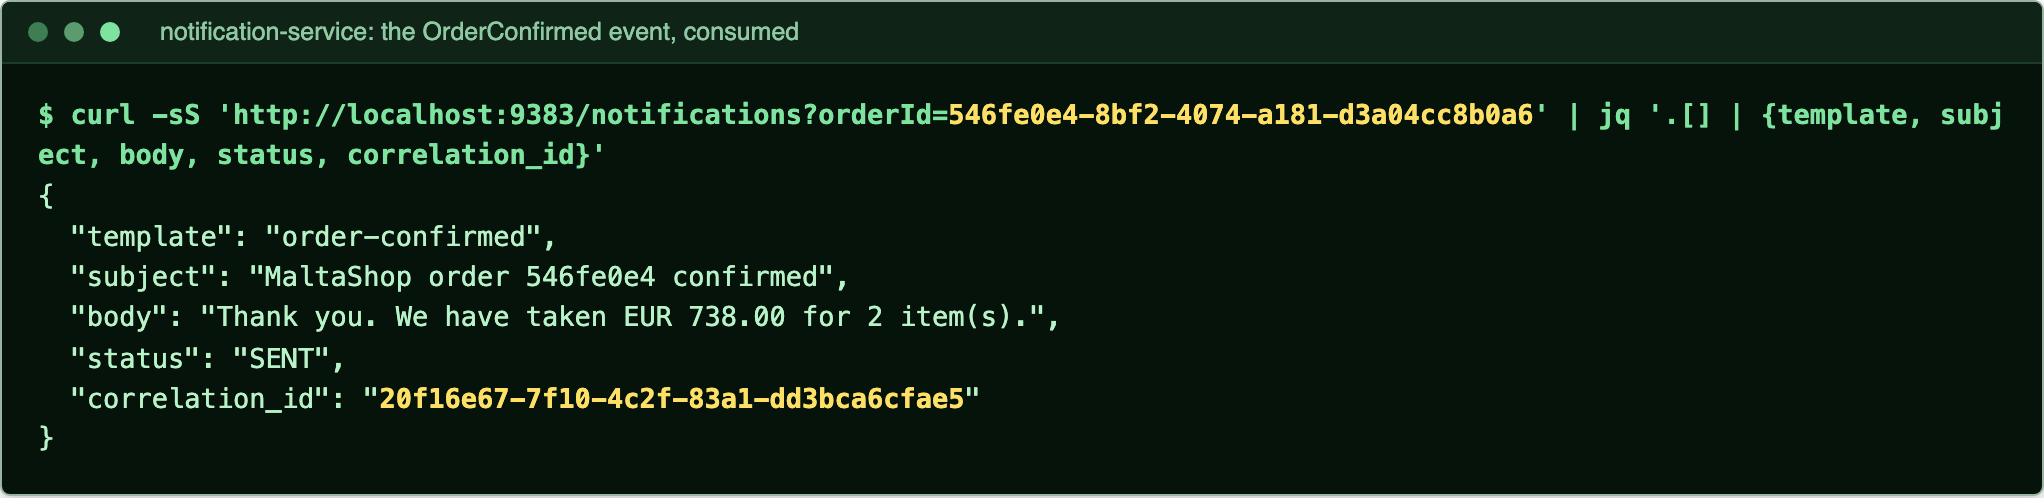 notification-service: the OrderConfirmed event, consumed
$ curl -sS 'http://localhost:9383/notifications?orderId=546fe0e4-8bf2-4074-a181-d3a04cc8b0a6' | jq '.[] | {template, subj
ect, body, status, correlation_id}'
{
  "template": "order-confirmed",
  "subject": "MaltaShop order 546fe0e4 confirmed",
  "body": "Thank you. We have taken EUR 738.00 for 2 item(s).",
  "status": "SENT",
  "correlation_id": "20f16e67-7f10-4c2f-83a1-dd3bca6cfae5"
}